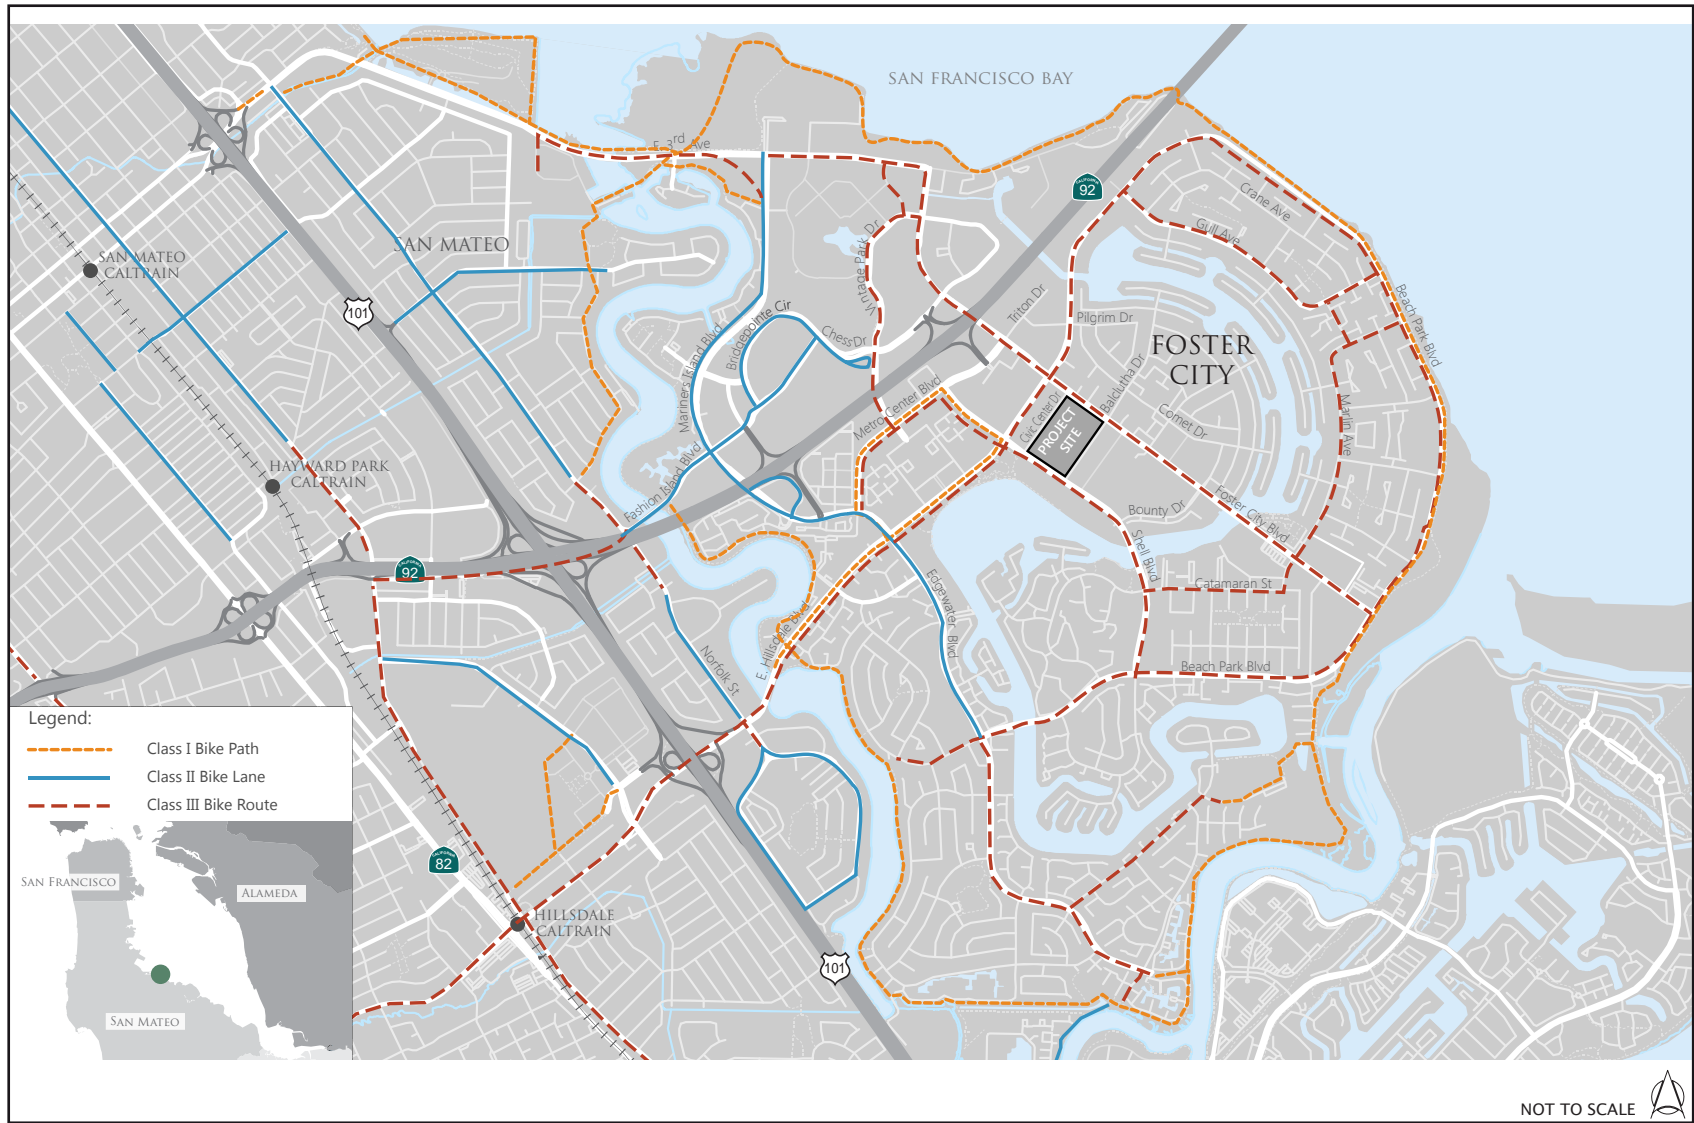 SAN FRANCISCO BAY
E. 3rd Ave
CALIFORNIA
92
Crane Ave
Gull Ave
SAN MATEO
SAN MATEO
CALTRAIN
101
Vintage Park Dr
Triton Dr
Beach Park Blvd
Pilgrim Dr
Bridgepointe Cir
Chess Dr
Mariners Island Blvd
FOSTER
CITY
Balclutha Dr
Metro Center Blvd
Civic Center Dr
PROJECT
SITE
Comet Dr
Marlin Ave
HAYWARD PARK
CALTRAIN
Fashion Island Blvd
Foster City Blvd
Bounty Dr
Shell Blvd
CALIFORNIA
92
Catamaran St
Edgewater Blvd
E. Hillsdale Blvd
Norfolk St
Beach Park Blvd
Legend:
Class I Bike Path
Class II Bike Lane
Class III Bike Route
CALIFORNIA
82
San Francisco
Alameda
San Mateo
HILLSDALE
CALTRAIN
101
NOT TO SCALE